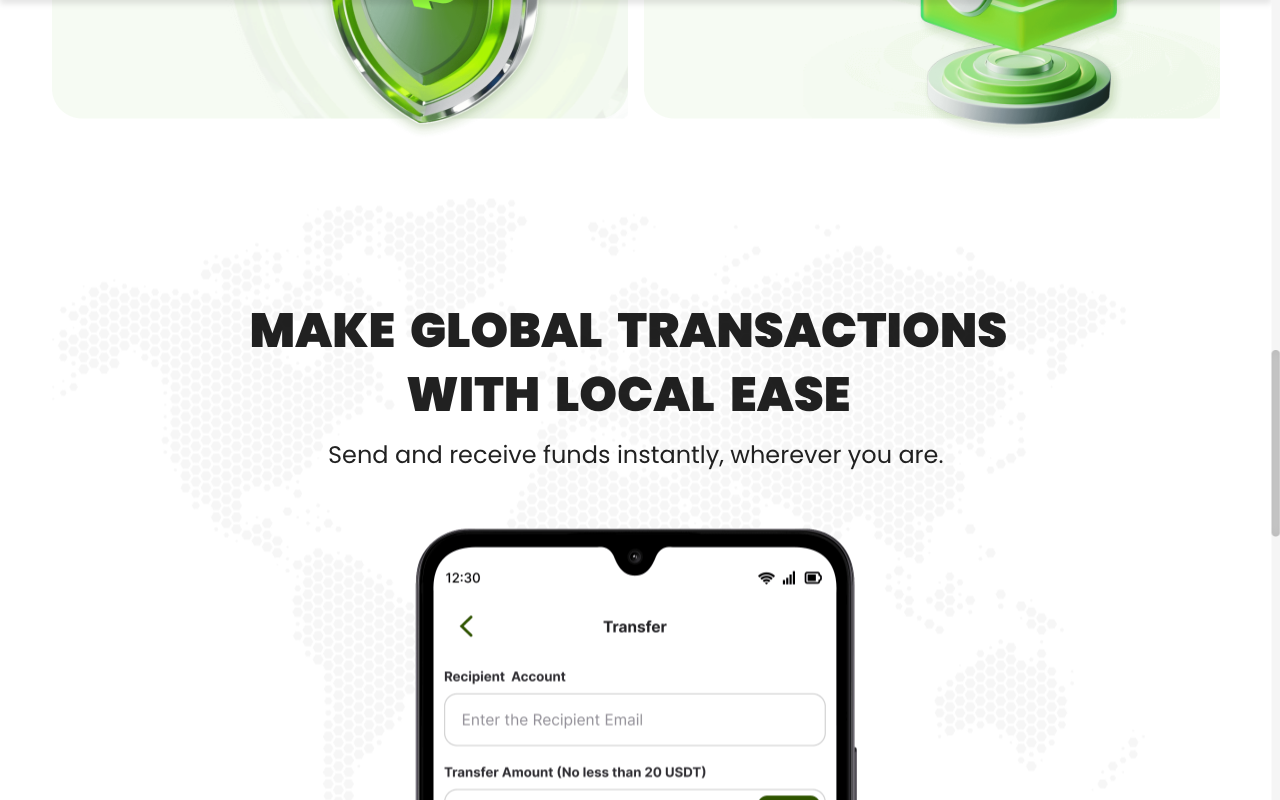 MAKE GLOBAL TRANSACTIONS
WITH LOCAL EASE
Send and receive funds instantly, wherever you are.
12:30
Transfer
Recipient Account
Enter the Recipient Email
Transfer Amount (No less than 20 USDT)